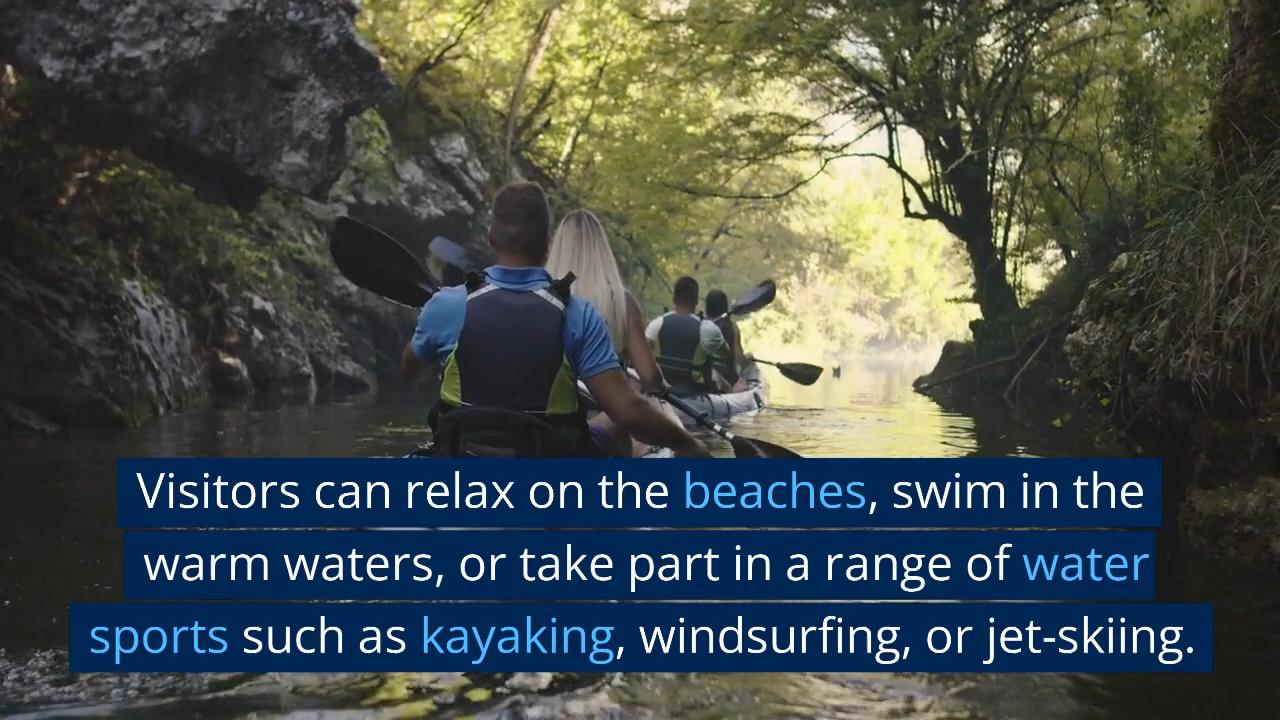 Visitors can relax on the beaches, swim in the
warm waters, or take part in a range of water
sports such as kayaking, windsurfing, or jet-skiing.